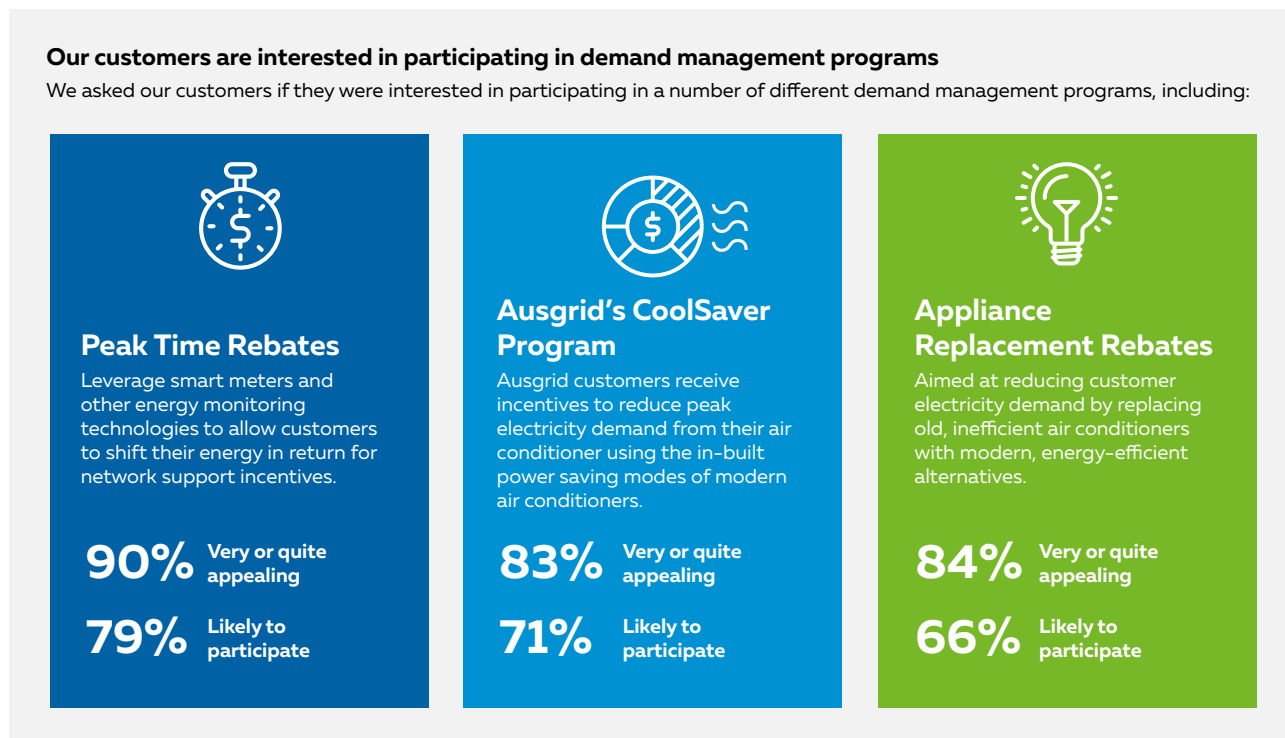 Our customers are interested in participating in demand management programs
We asked our customers if they were interested in participating in a number of different demand management programs, including:
$
Peak Time Rebates
Leverage smart meters and
other energy monitoring
technologies to allow customers
to shift their energy in return for
network support incentives.
90% Very or quite
appealing
79% Likely to
participate
$
Ausgrid's CoolSaver
Program
Ausgrid customers receive
incentives to reduce peak
electricity demand from their air
conditioner using the in-built
power saving modes of modern
air conditioners.
83% Very or quite
appealing
71% Likely to
participate
Appliance
Replacement Rebates
Aimed at reducing customer
electricity demand by replacing
old, inefficient air conditioners
with modern, energy-efficient
alternatives.
84% Very or quite
appealing
66% Likely to
participate